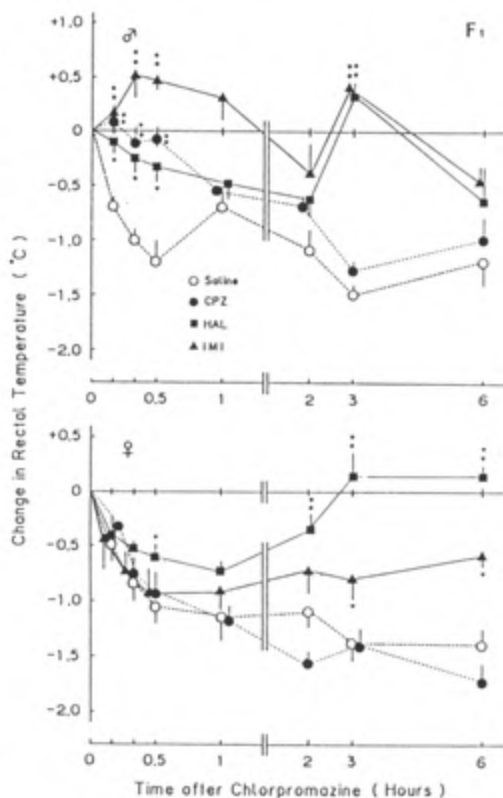 F1
♂
+1.0
+0.5
0
-0.5
-1.0
-1.5
-2.0
Saline
CPZ
HAL
IMI
0 0.5 1 2 3 6
Change in Rectal Temperature ( °C )
♀
+0.5
0
-0.5
-1.0
-1.5
-2.0
0 0.5 1 2 3 6
Time after Chlorpromazine ( Hours )